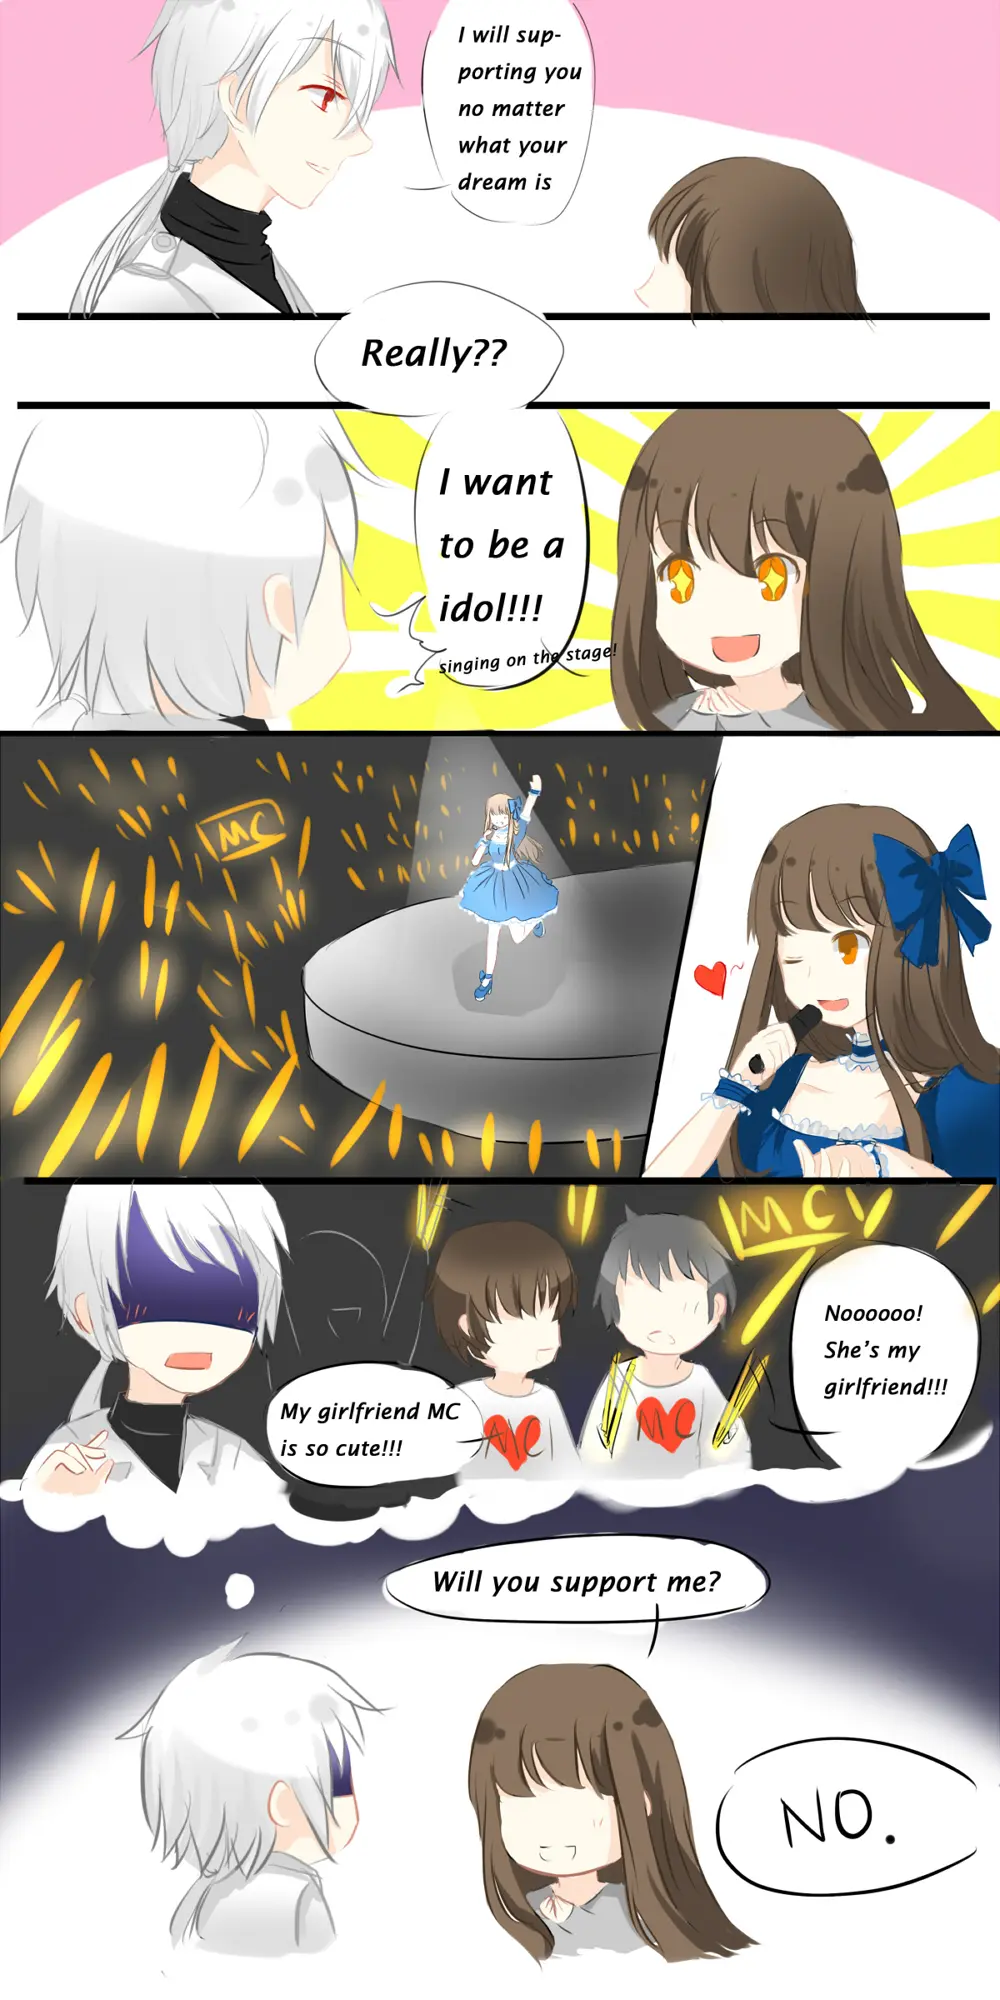 I will sup-
porting you
no matter
what your
dream is
Really??
I want
to be a
idol!!!
singing on the stage!
MC
MC
My girlfriend MC
is so cute!!!
MC
MC
Noooooo!
She's my
girlfriend!!!
Will you support me?
NO.